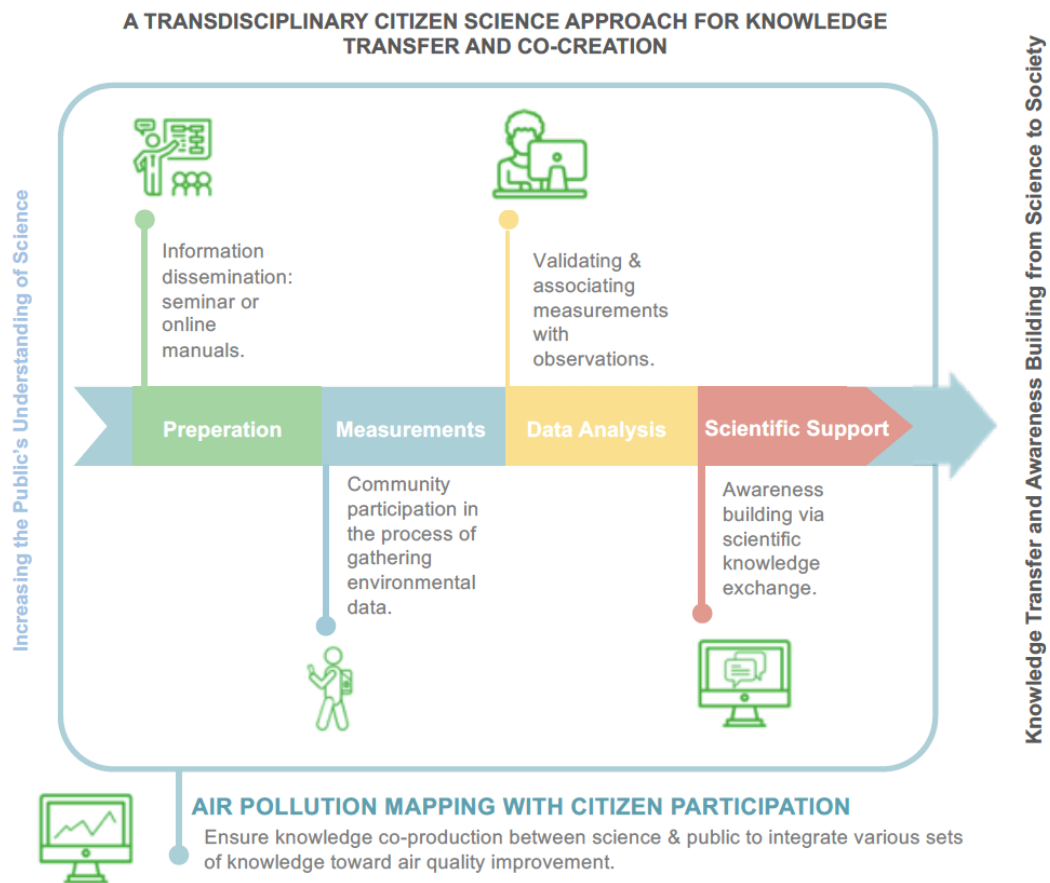 A TRANSDISCIPLINARY CITIZEN SCIENCE APPROACH FOR KNOWLEDGE
TRANSFER AND CO-CREATION
Increasing the Public's Understanding of Science
Information
dissemination:
seminar or
online
manuals.
Validating &
associating
measurements
with
observations.
Preperation
Measurements
Data Analysis
Scientific Support
Community
participation in
the process of
gathering
environmental
data.
Awareness
building via
scientific
knowledge
exchange.
Knowledge Transfer and Awareness Building from Science to Society
AIR POLLUTION MAPPING WITH CITIZEN PARTICIPATION
Ensure knowledge co-production between science & public to integrate various sets
of knowledge toward air quality improvement.